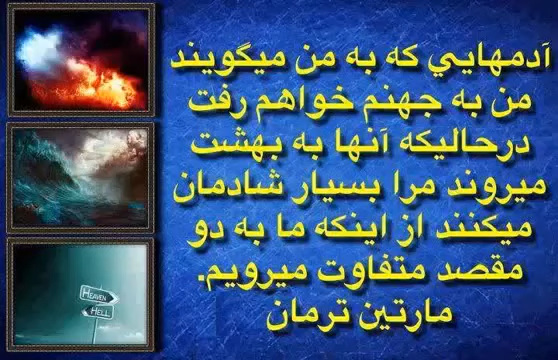 آدمهايي كه به من ميگويند
من به جهنم خواهم رفت
درحاليكه آنها به بهشت
ميروند مرا بسيار شادمان
ميكنند از اينكه ما به دو
مقصد متفاوت ميرويم.
مارتين ترمان
HEAVEN
HELL